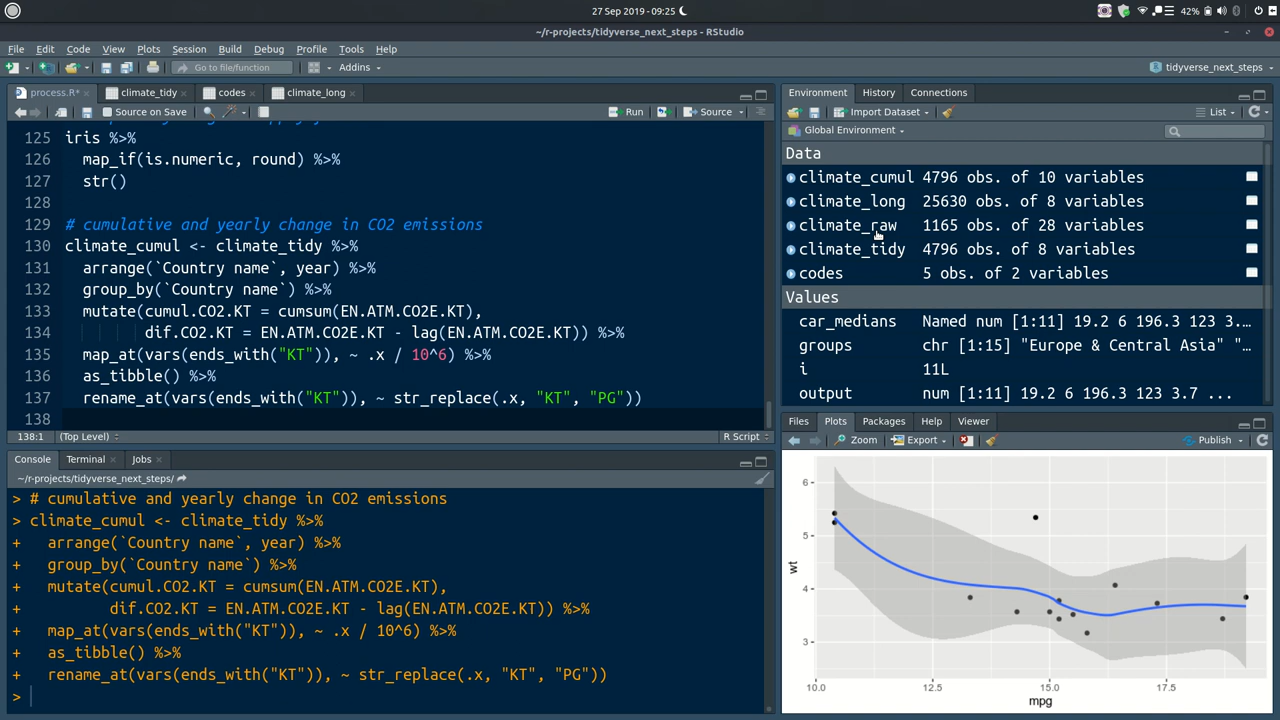 27 Sep 2019 - 09:25
42%
~/r-projects/tidyverse_next_steps - RStudio
File Edit Code View Plots Session Build Debug Profile Tools Help
Go to file/function
Addins
tidyverse_next_steps
process.R* climate_tidy codes climate_long
Source on Save
Run
Source
125 iris %>%
126 map_if(is.numeric, round) %>%
127 str()
128
129 # cumulative and yearly change in CO2 emissions
130 climate_cumul <- climate_tidy %>%
131 arrange(`Country name`, year) %>%
132 group_by(`Country name`) %>%
133 mutate(cumul.CO2.KT = cumsum(EN.ATM.CO2E.KT),
134 dif.CO2.KT = EN.ATM.CO2E.KT - lag(EN.ATM.CO2E.KT)) %>%
135 map_at(vars(ends_with("KT")), ~ .x / 10^6) %>%
136 as_tibble() %>%
137 rename_at(vars(ends_with("KT")), ~ str_replace(.x, "KT", "PG"))
138
138:1 (Top Level) R Script
Console Terminal Jobs
~/r-projects/tidyverse_next_steps/
> # cumulative and yearly change in CO2 emissions
> climate_cumul <- climate_tidy %>%
+ arrange(`Country name`, year) %>%
+ group_by(`Country name`) %>%
+ mutate(cumul.CO2.KT = cumsum(EN.ATM.CO2E.KT),
+ dif.CO2.KT = EN.ATM.CO2E.KT - lag(EN.ATM.CO2E.KT)) %>%
+ map_at(vars(ends_with("KT")), ~ .x / 10^6) %>%
+ as_tibble() %>%
+ rename_at(vars(ends_with("KT")), ~ str_replace(.x, "KT", "PG"))
>
Environment History Connections
Import Dataset
List
Global Environment
Data
climate_cumul 4796 obs. of 10 variables
climate_long 25630 obs. of 8 variables
climate_raw 1165 obs. of 28 variables
climate_tidy 4796 obs. of 8 variables
codes 5 obs. of 2 variables
Values
car_medians Named num [1:11] 19.2 6 196.3 123 3.…
groups chr [1:15] "Europe & Central Asia" "…
i 11L
output num [1:11] 19.2 6 196.3 123 3.7 ...
Files Plots Packages Help Viewer
Zoom Export Publish
6
5
4
3
wt
10.0 12.5 15.0 17.5
mpg